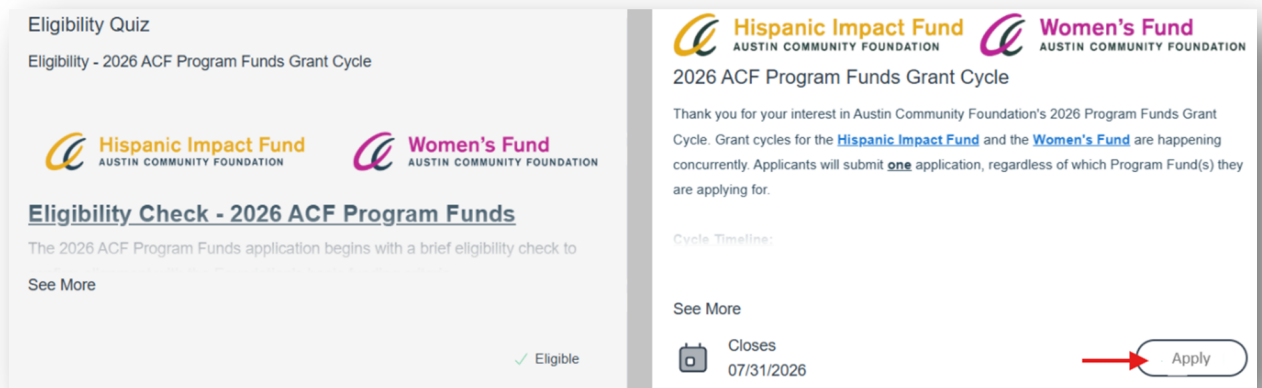 Eligibility Quiz
Eligibility - 2026 ACF Program Funds Grant Cycle
Hispanic Impact Fund
AUSTIN COMMUNITY FOUNDATION
Women's Fund
AUSTIN COMMUNITY FOUNDATION
Eligibility Check - 2026 ACF Program Funds
The 2026 ACF Program Funds application begins with a brief eligibility check to
See More
Eligible
Hispanic Impact Fund
AUSTIN COMMUNITY FOUNDATION
Women's Fund
AUSTIN COMMUNITY FOUNDATION
2026 ACF Program Funds Grant Cycle
Thank you for your interest in Austin Community Foundation's 2026 Program Funds Grant
Cycle. Grant cycles for the Hispanic Impact Fund and the Women's Fund are happening
concurrently. Applicants will submit one application, regardless of which Program Fund(s) they
are applying for.
Cycle Timeline:
See More
Closes
07/31/2026
Apply